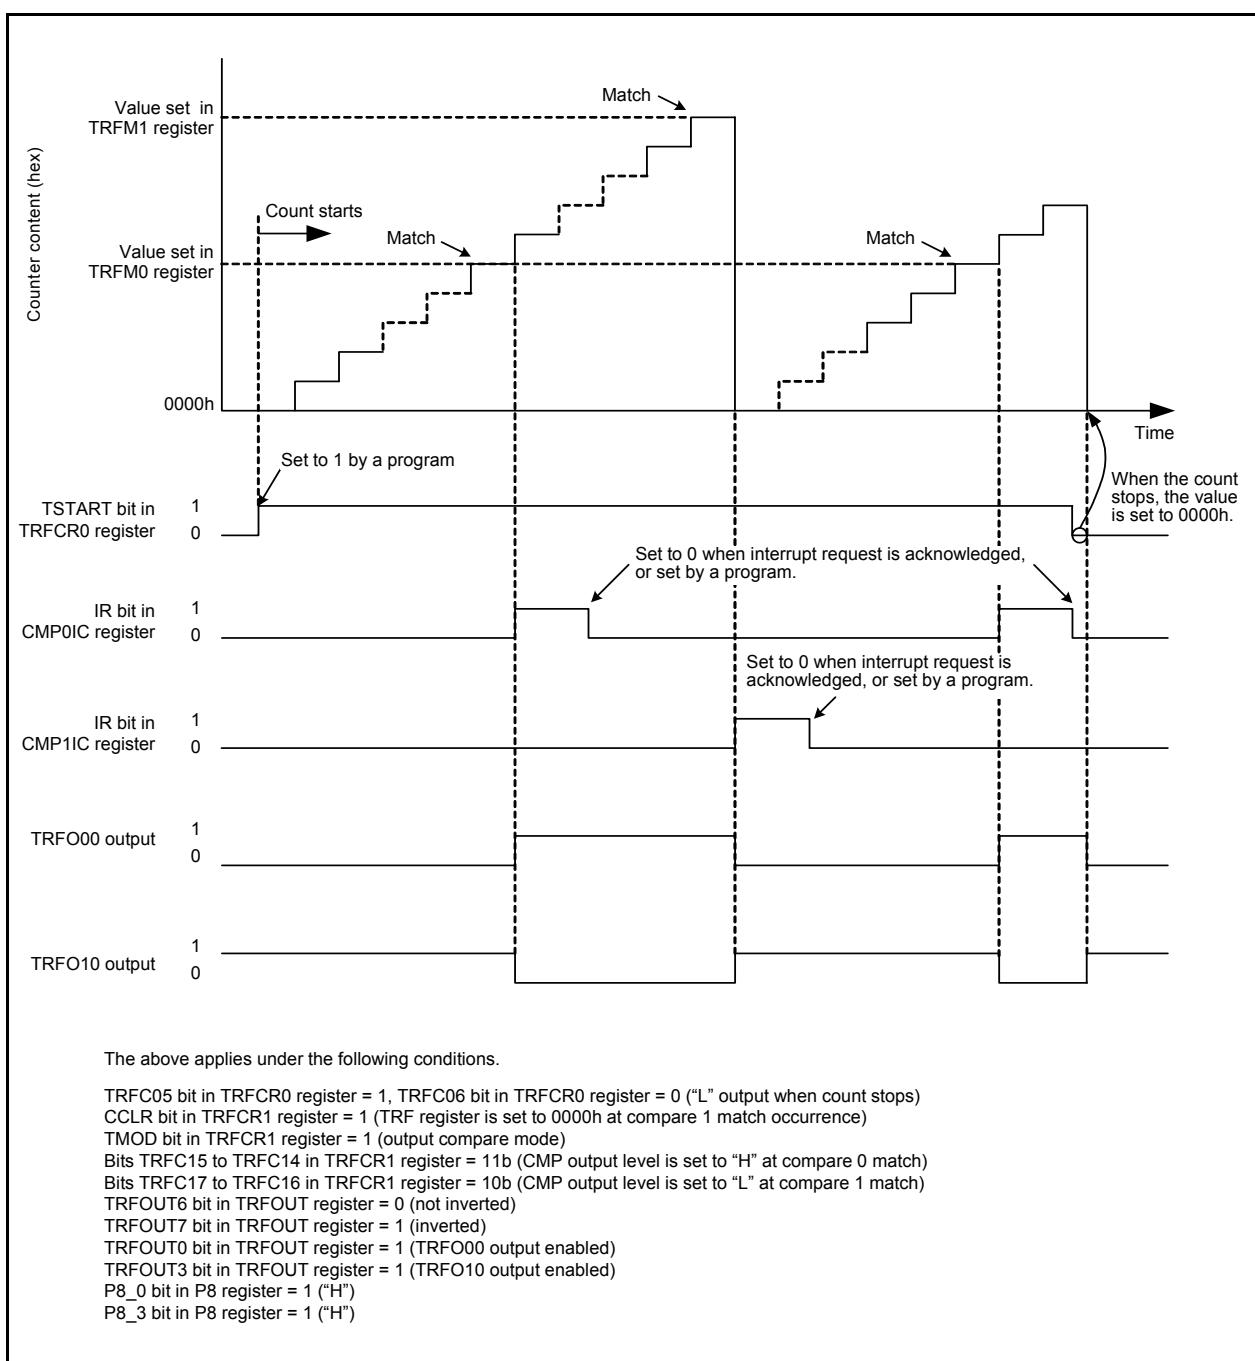 Match
Value set in
TRFM1 register
Counter content (hex)
Count starts
Match
Match
Value set in
TRFM0 register
0000h
Time
Set to 1 by a program
When the count
stops, the value
is set to 0000h.
TSTART bit in
TRFCR0 register
1
0
Set to 0 when interrupt request is acknowledged,
or set by a program.
IR bit in
CMP0IC register
1
0
Set to 0 when interrupt request is
acknowledged, or set by a program.
IR bit in
CMP1IC register
1
0
TRFO00 output
1
0
TRFO10 output
1
0
The above applies under the following conditions.
TRFC05 bit in TRFCR0 register = 1, TRFC06 bit in TRFCR0 register = 0 (“L” output when count stops)
CCLR bit in TRFCR1 register = 1 (TRF register is set to 0000h at compare 1 match occurrence)
TMOD bit in TRFCR1 register = 1 (output compare mode)
Bits TRFC15 to TRFC14 in TRFCR1 register = 11b (CMP output level is set to “H” at compare 0 match)
Bits TRFC17 to TRFC16 in TRFCR1 register = 10b (CMP output level is set to “L” at compare 1 match)
TRFOUT6 bit in TRFOUT register = 0 (not inverted)
TRFOUT7 bit in TRFOUT register = 1 (inverted)
TRFOUT0 bit in TRFOUT register = 1 (TRFO00 output enabled)
TRFOUT3 bit in TRFOUT register = 1 (TRFO10 output enabled)
P8_0 bit in P8 register = 1 (“H”)
P8_3 bit in P8 register = 1 (“H”)